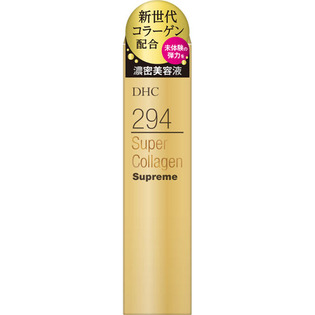 新世代
コラーゲン
配合
未体験の
弾力を
濃密美容液
DHC
294
Super
Collagen
Supreme